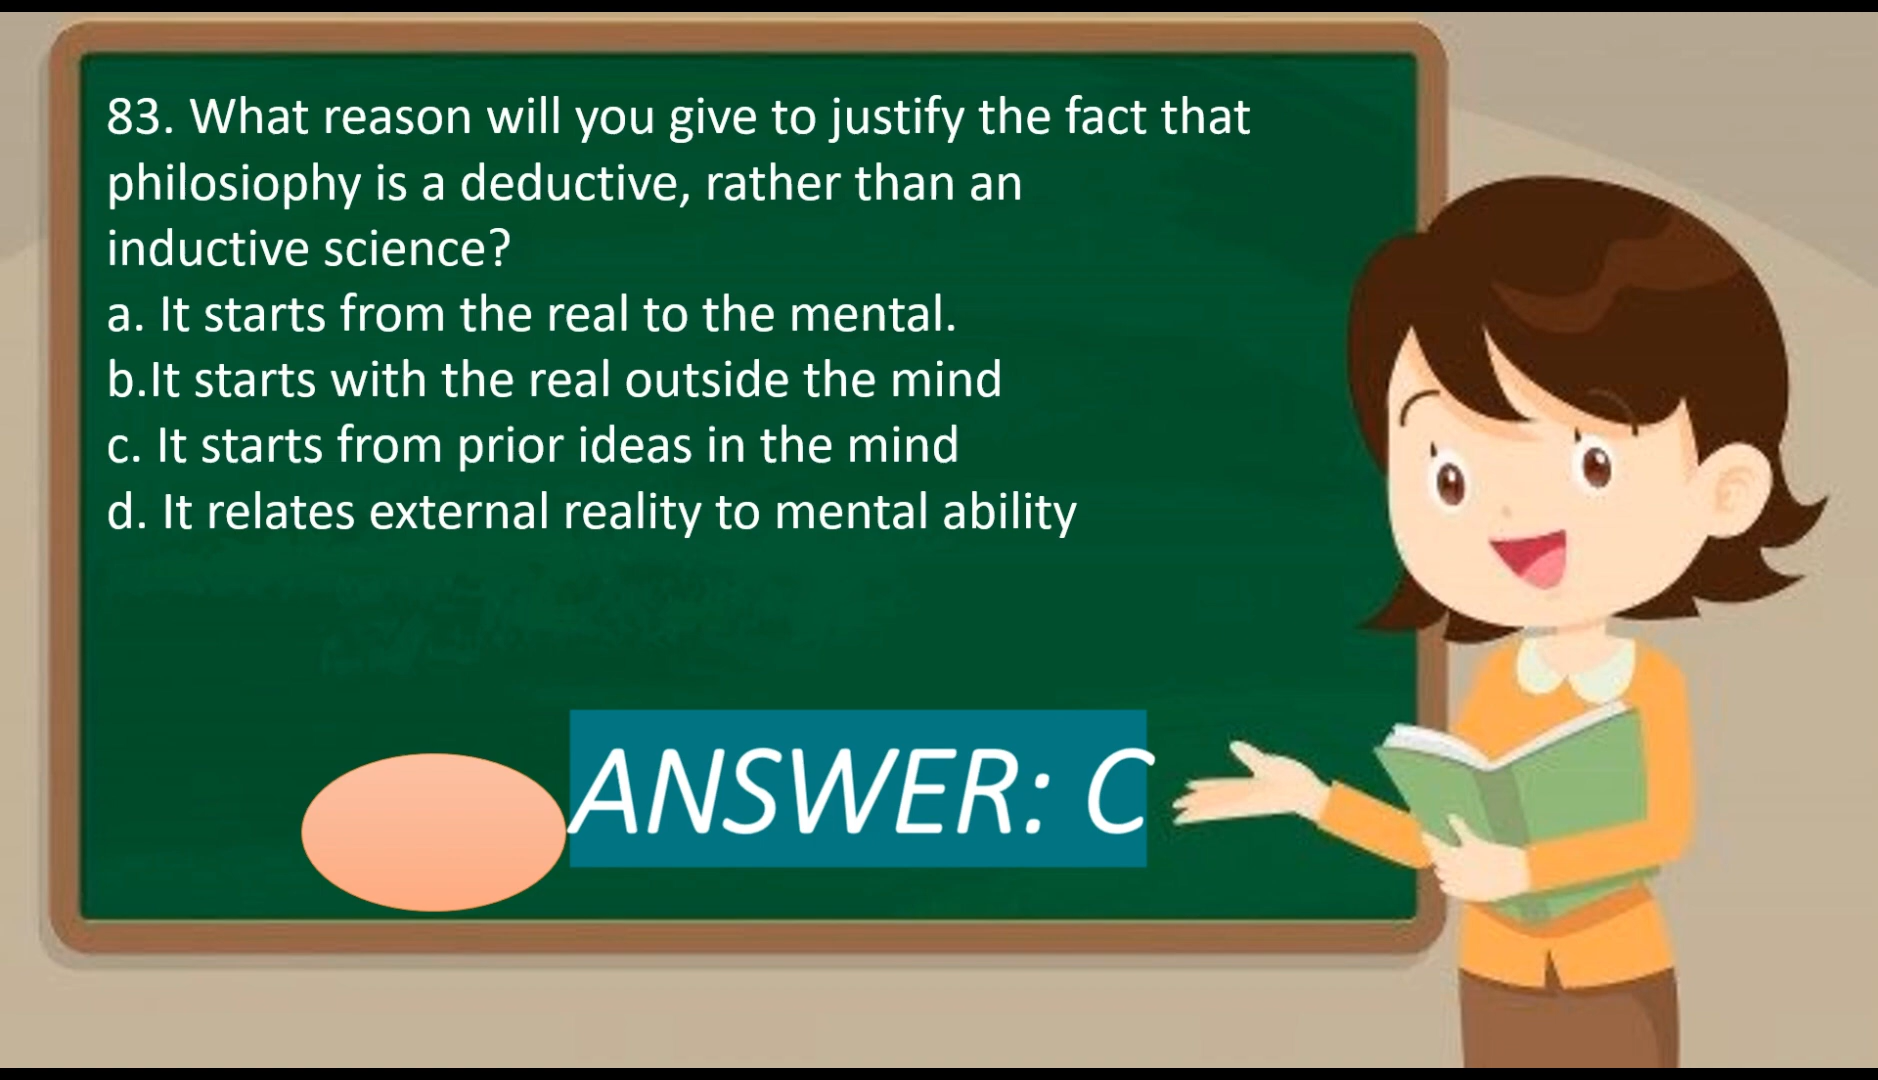 83. What reason will you give to justify the fact that
philosiophy is a deductive, rather than an
inductive science?
a. It starts from the real to the mental.
b.It starts with the real outside the mind
c. It starts from prior ideas in the mind
d. It relates external reality to mental ability
ANSWER: C